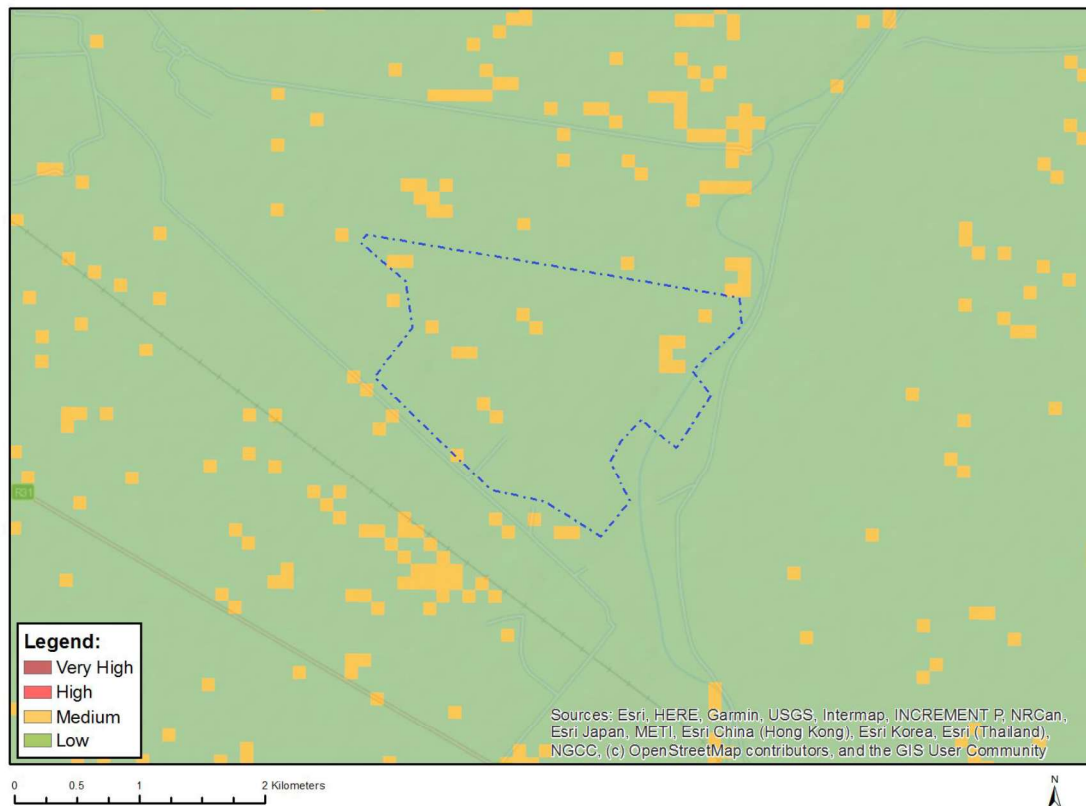 R31
Legend:
Very High
High
Medium
Low
Sources: Esri, HERE, Garmin, USGS, Intermap, INCREMENT P, NRCan,
Esri Japan, METI, Esri China (Hong Kong), Esri Korea, Esri (Thailand),
NGCC, (c) OpenStreetMap contributors, and the GIS User Community
0 0.5 1 2 Kilometers
N